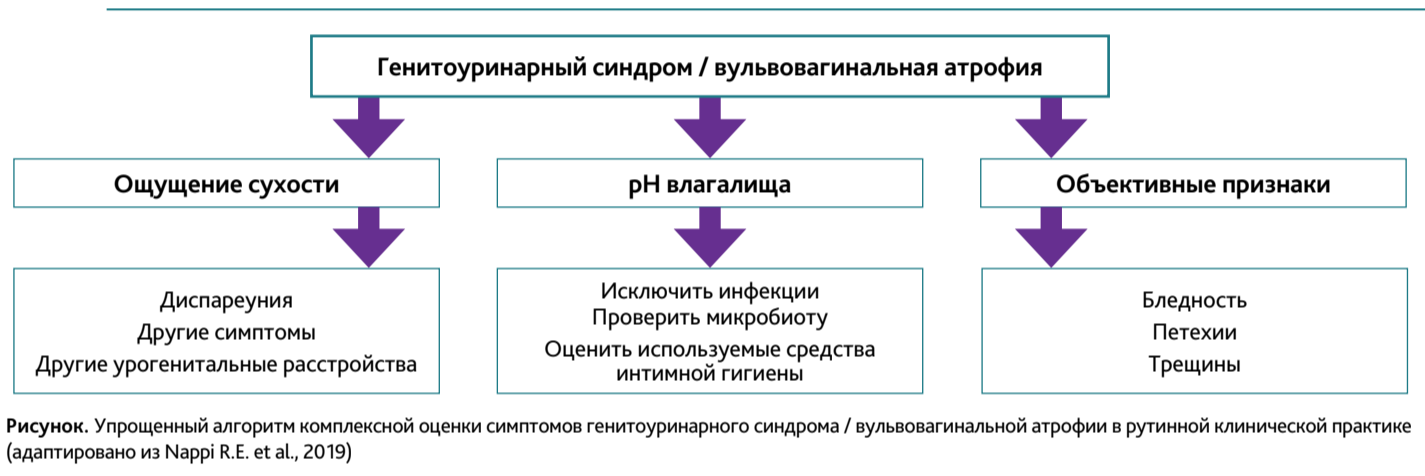 Генитоуринарный синдром / вульвовагинальная атрофия
Ощущение сухости
pH влагалища
Объективные признаки
Диспареуния
Другие симптомы
Другие урогенитальные расстройства
Исключить инфекции
Проверить микробиоту
Оценить используемые средства
интимной гигиены
Бледность
Петехии
Трещины
Рисунок. Упрощенный алгоритм комплексной оценки симптомов генитоуринарного синдрома / вульвовагинальной атрофии в рутинной клинической практике
(адаптировано из Nappi R.E. et al., 2019)